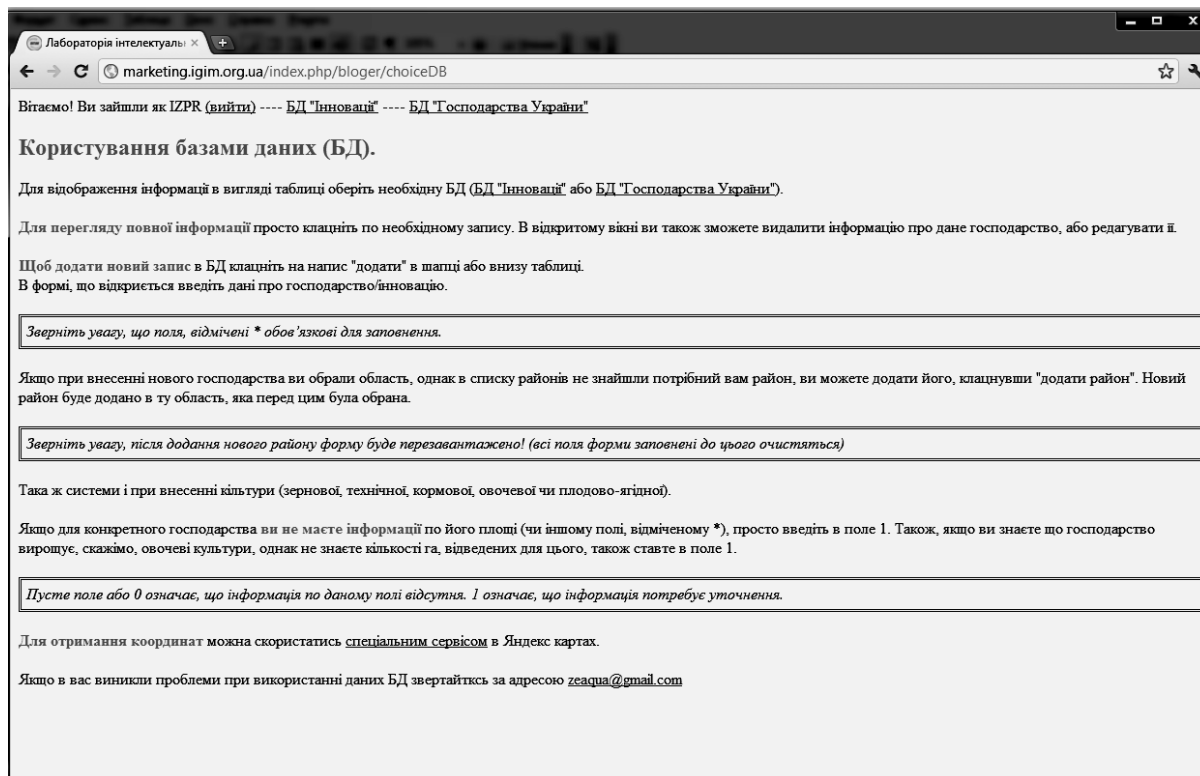 Лабораторія інтелектуаль
marketing.igim.org.ua/index.php/bloger/choiceDB
Вітаємо! Ви зайшли як IZPR (вийти) ---- БД "Інновації" ---- БД "Господарства України"
Користування базами даних (БД).
Для відображення інформації в вигляді таблиці оберіть необхідну БД (БД "Інновації" або БД "Господарства України").
Для перегляду повної інформації просто клацніть по необхідному запису. В відкритому вікні ви також зможете видалити інформацію про дане господарство, або редагувати її.
Щоб додати новий запис в БД клацніть на напис "додати" в шапці або внизу таблиці.
В формі, що відкриється введіть дані про господарство/інновацію.
Зверніть увагу, що поля, відмічені * обов’язкові для заповнення.
Якщо при внесенні нового господарства ви обрали область, однак в списку районів не знайшли потрібний вам район, ви можете додати його, клацнувши "додати район". Новий
район буде додано в ту область, яка перед цим була обрана.
Зверніть увагу, після додання нового району форму буде перезавантажено! (всі поля форми заповнені до цього очистяться)
Така ж системи і при внесенні кільтури (зернової, технічної, кормової, овочевої чи плодово-ягідної).
Якщо для конкретного господарства ви не маєте інформації по його площі (чи іншому полі, відміченому *), просто введіть в поле 1. Також, якщо ви знаєте що господарство
вирощує, скажімо, овочеві культури, однак не знаєте кількості га, відведених для цього, також ставте в поле 1.
Пусте поле або 0 означає, що інформація по даному полі відсутня. 1 означає, що інформація потребує уточнення.
Для отримання координат можна скористатись спеціальним сервісом в Яндекс картах.
Якщо в вас виникли проблеми при використанні даних БД звертайтксь за адресою zeaqua@gmail.com